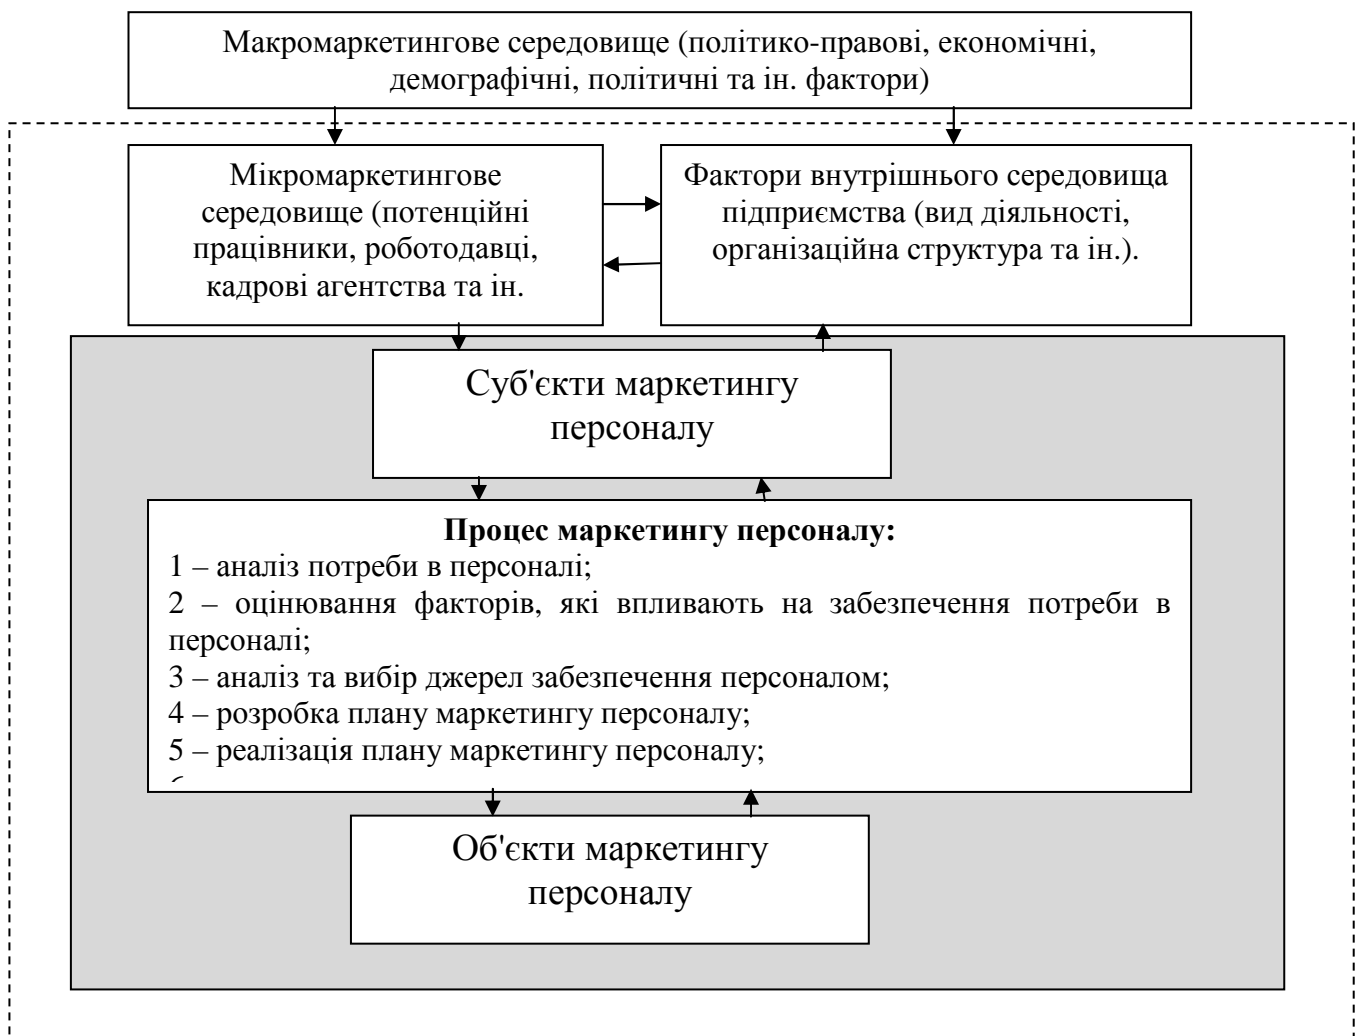 Макромаркетингове середовище (політико-правові, економічні,
демографічні, політичні та ін. фактори)
Мікромаркетингове
середовище (потенційні
працівники, роботодавці,
кадрові агентства та ін.
Фактори внутрішнього середовища
підприємства (вид діяльності,
організаційна структура та ін.).
Суб'єкти маркетингу
персоналу
Процес маркетингу персоналу:
1 – аналіз потреби в персоналі;
2 – оцінювання факторів, які впливають на забезпечення потреби в
персоналі;
3 – аналіз та вибір джерел забезпечення персоналом;
4 – розробка плану маркетингу персоналу;
5 – реалізація плану маркетингу персоналу;
Об'єкти маркетингу
персоналу